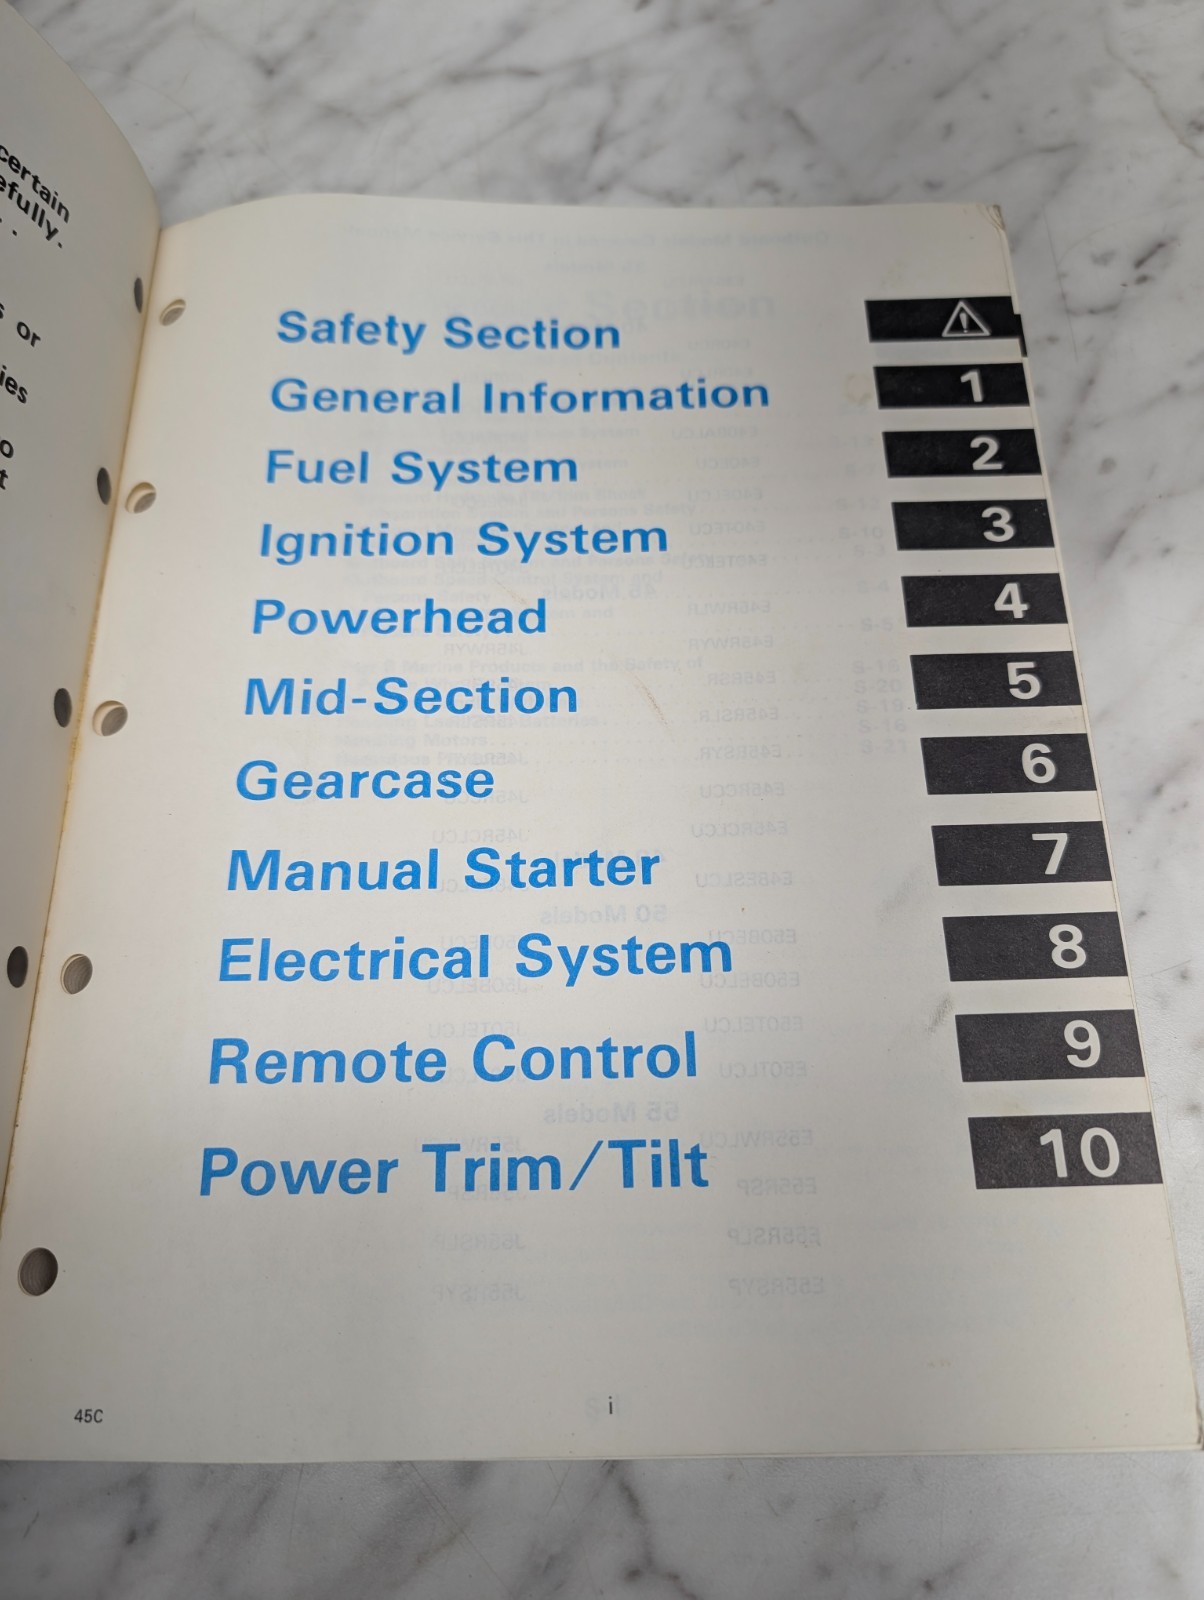 certain
efully.
or
ies
Safety Section
General Information 1
Fuel System 2
Ignition System 3
Powerhead 4
Mid-Section 5
Gearcase 6
Manual Starter 7
Electrical System 8
Remote Control 9
Power Trim/Tilt 10
45C i